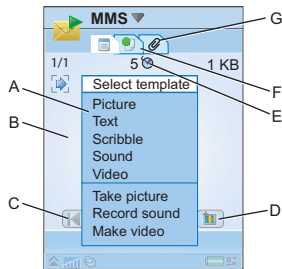 MMS
G
1/1
5
1 KB
F
E
A
B
Select template
Picture
Text
Scribble
Sound
Video
Take picture
Record sound
Make video
C
D